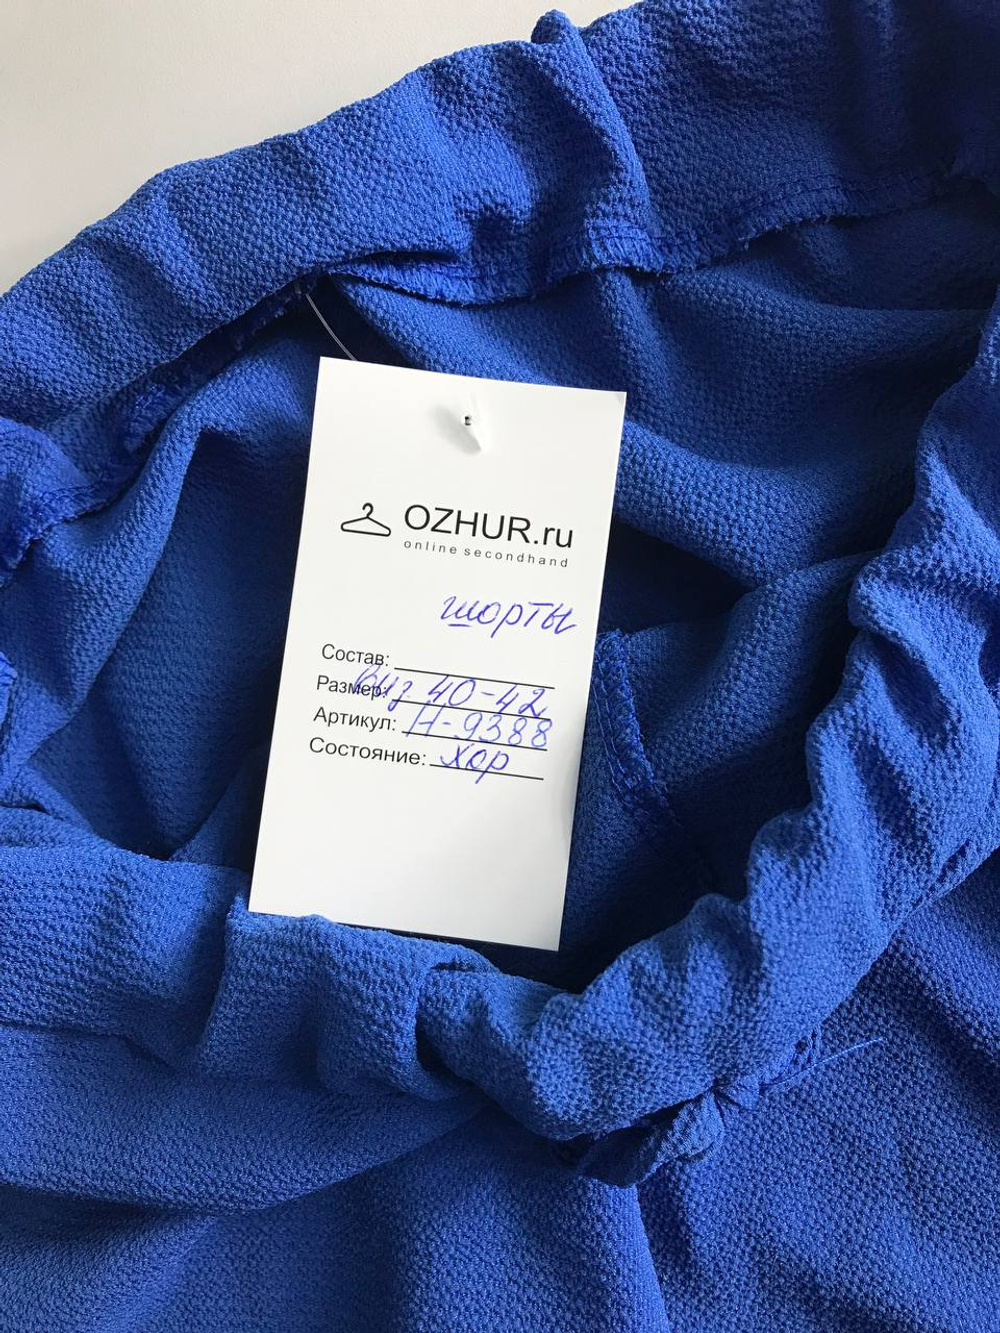 OZHUR.ru
online secondhand
шорты
Состав:
Размер: Виз 40-42
Артикул: Н-9388
Состояние: хор